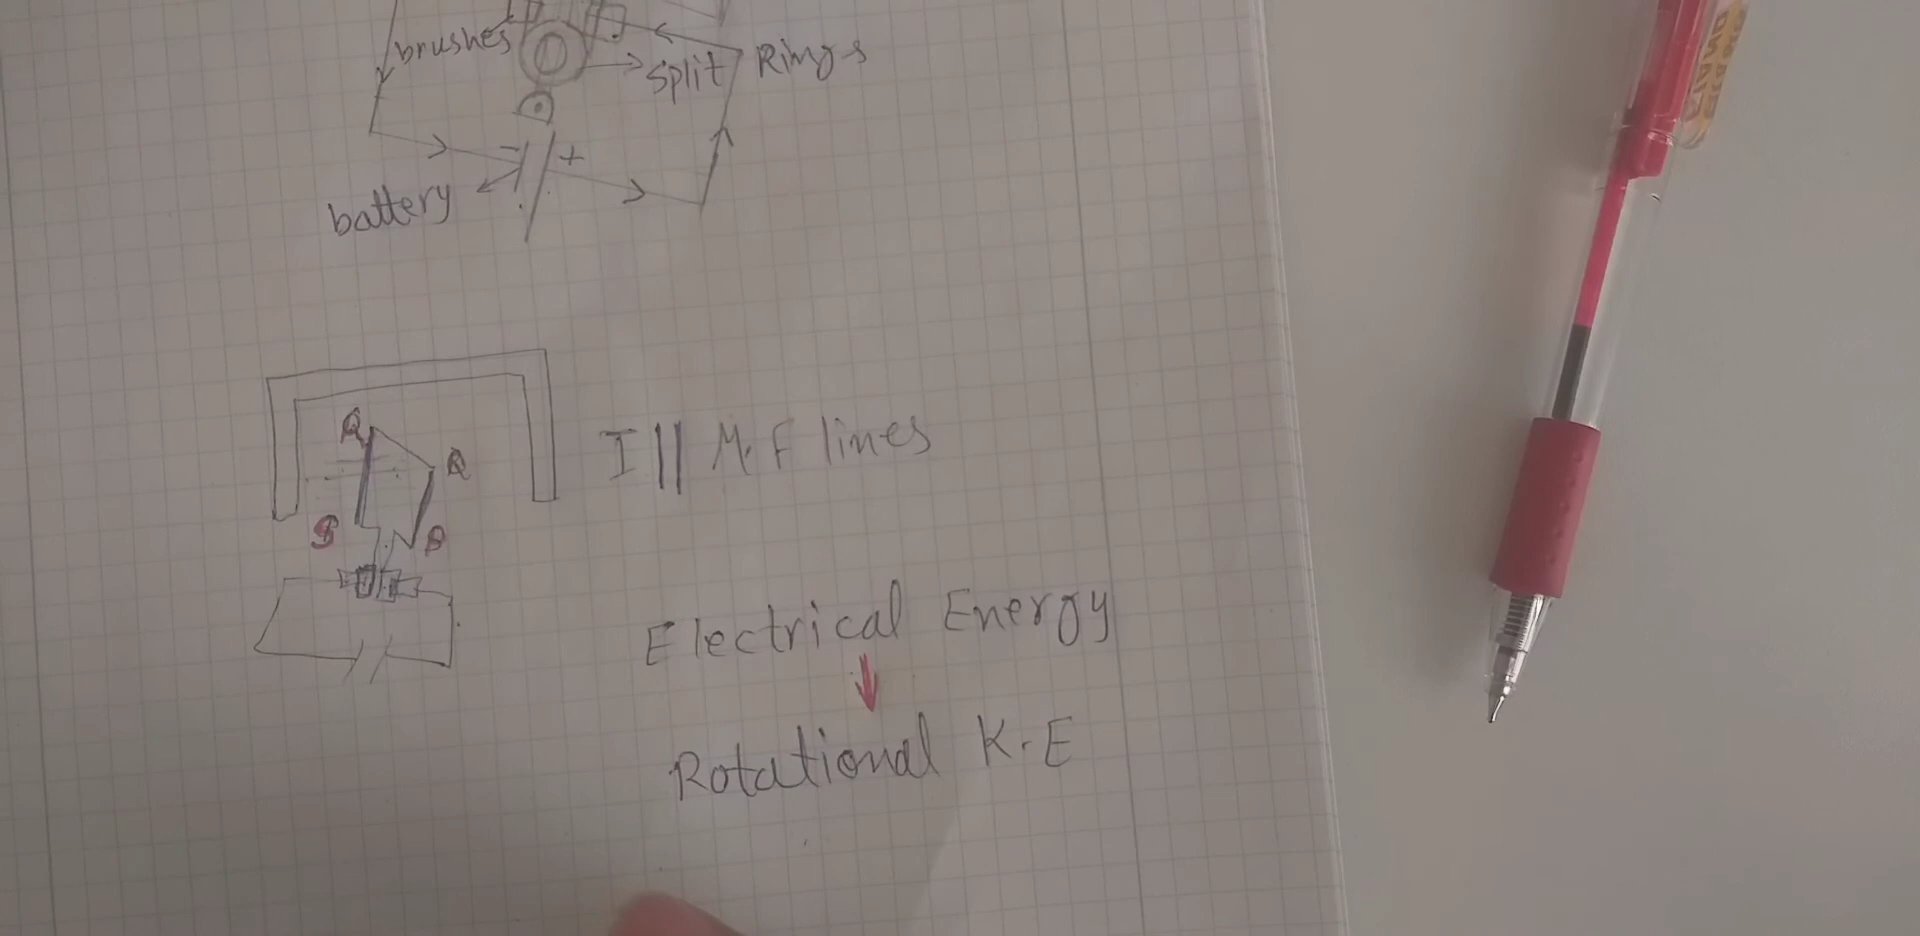 brushes
Split Rings
- +
battery
Q
Q
S
I || M.F lines
Electrical Energy
↓
Rotational K.E